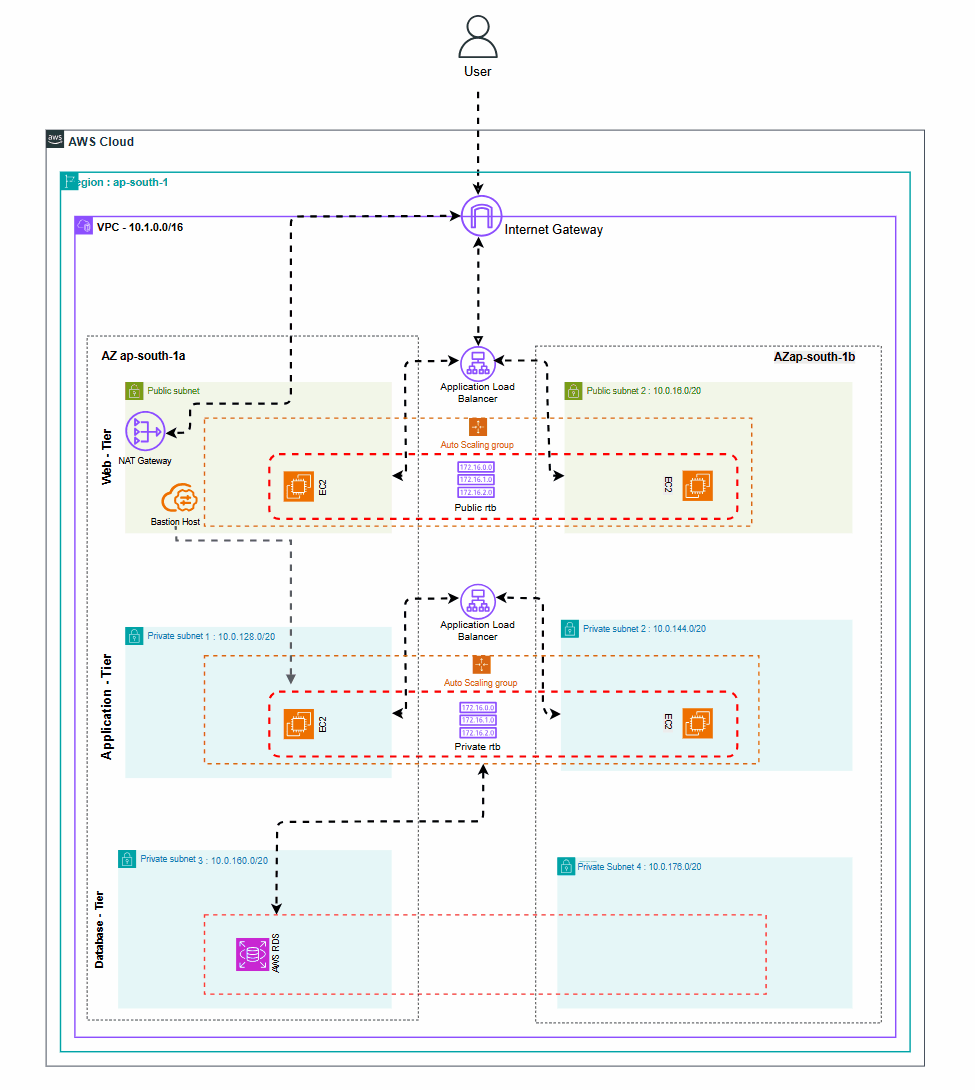 User
aws
AWS Cloud
egion : ap-south-1
VPC - 10.1.0.0/16
Internet Gateway
AZ ap-south-1a
AZap-south-1b
Application Load
Balancer
Public subnet
Public subnet 2 : 10.0.16.0/20
Web - Tier
NAT Gateway
Auto Scaling group
Bastion Host
EC2
172.16.0.0
172.16.1.0
172.16.2.0
Public rtb
EC2
Application Load
Balancer
Private subnet 1 : 10.0.128.0/20
Private subnet 2 : 10.0.144.0/20
Application - Tier
Auto Scaling group
EC2
172.16.0.0
172.16.1.0
172.16.2.0
Private rtb
EC2
Private subnet 3 : 10.0.160.0/20
Private Subnet 4 : 10.0.176.0/20
Database - Tier
AWS RDS